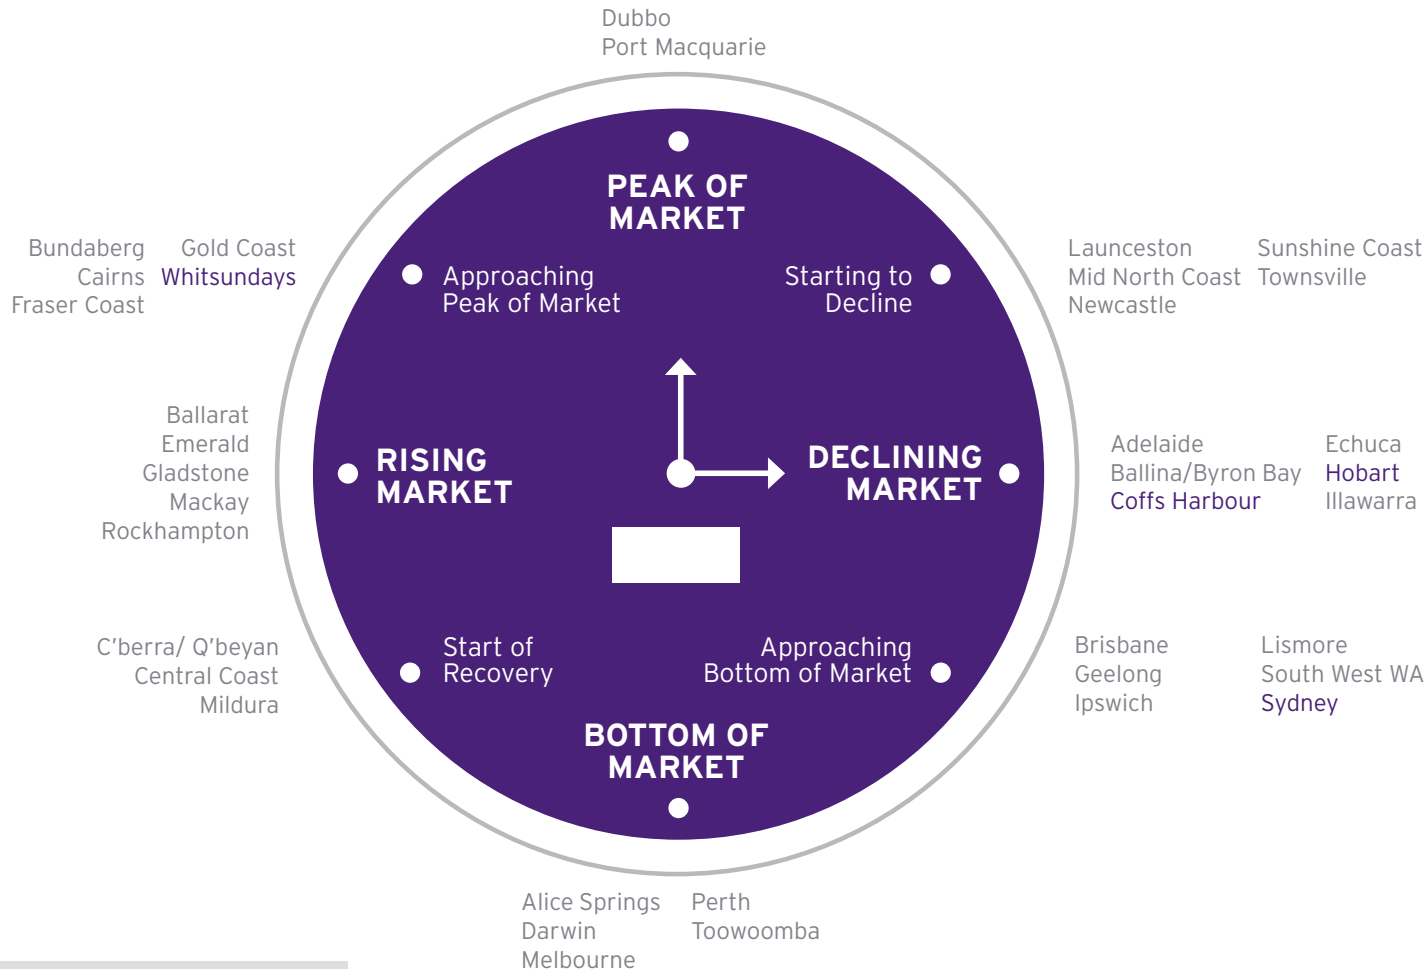 Dubbo
Port Macquarie
PEAK OF
MARKET
Bundaberg
Cairns
Fraser Coast
Gold Coast
Whitsundays
Approaching
Peak of Market
Starting to
Decline
Launceston
Mid North Coast
Newcastle
Sunshine Coast
Townsville
Ballarat
Emerald
Gladstone
Mackay
Rockhampton
RISING
MARKET
DECLINING
MARKET
Adelaide
Ballina/Byron Bay
Coffs Harbour
Echuca
Hobart
Illawarra
C'berra/ Q'beyan
Central Coast
Mildura
Start of
Recovery
Approaching
Bottom of Market
Brisbane
Geelong
Ipswich
Lismore
South West WA
Sydney
BOTTOM OF
MARKET
Alice Springs
Darwin
Melbourne
Perth
Toowoomba